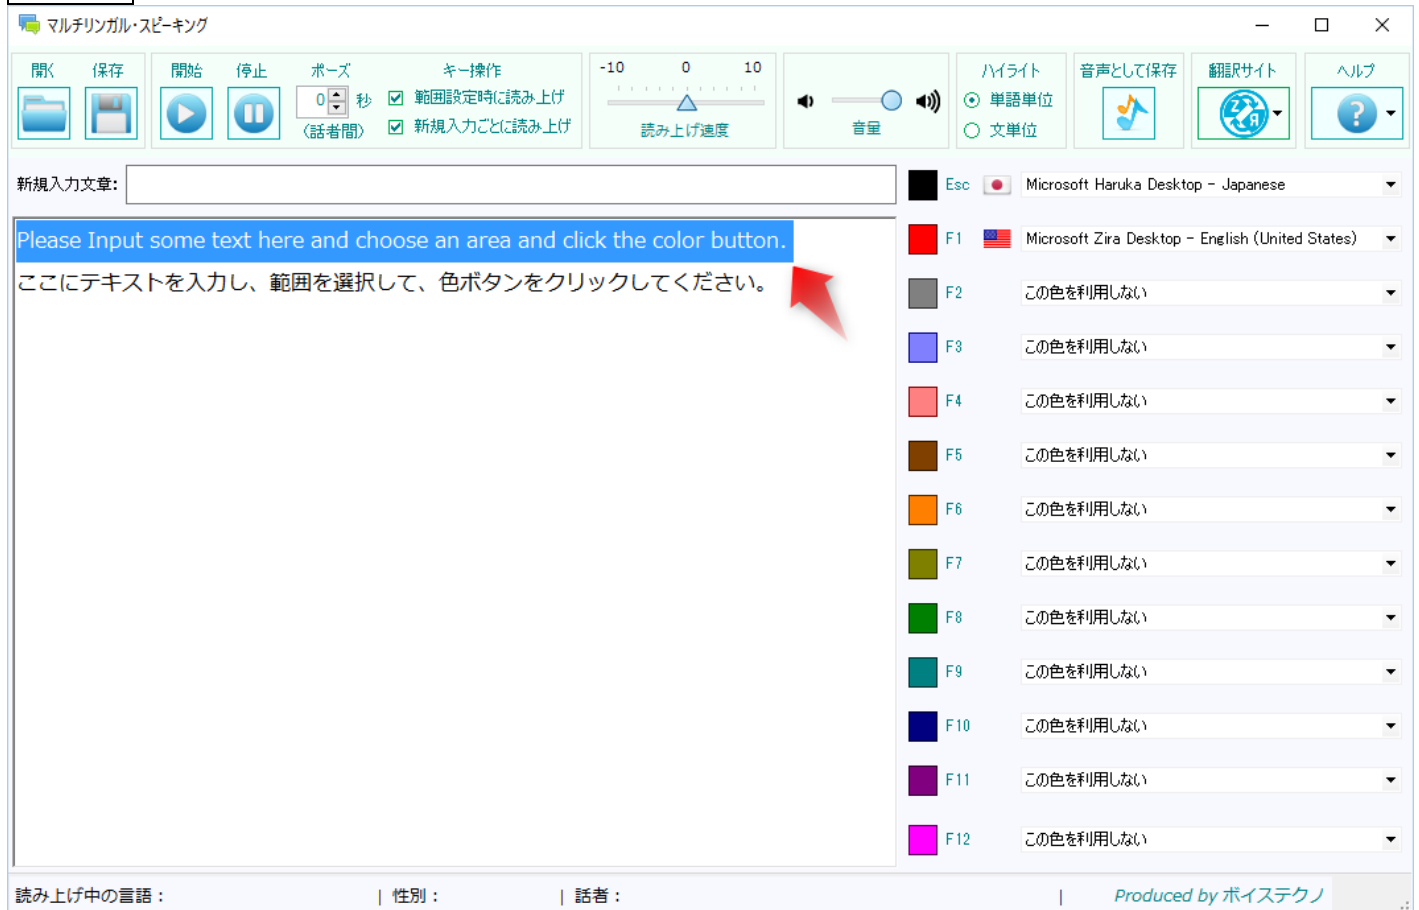 マルチリンガル・スピーキング
開く 保存 開始 停止 ポーズ キー操作 -10 0 10 ハイライト 音声として保存 翻訳サイト ヘルプ
0 秒 範囲設定時に読み上げ 単語単位
(話者間) 新規入力ごとに読み上げ 読み上げ速度 音量 文単位
新規入力文章: Esc Microsoft Haruka Desktop - Japanese
Please Input some text here and choose an area and click the color button. F1 Microsoft Zira Desktop - English (United States)
ここにテキストを入力し、範囲を選択して、色ボタンをクリックしてください。 F2 この色を利用しない
F3 この色を利用しない
F4 この色を利用しない
F5 この色を利用しない
F6 この色を利用しない
F7 この色を利用しない
F8 この色を利用しない
F9 この色を利用しない
F10 この色を利用しない
F11 この色を利用しない
F12 この色を利用しない
読み上げ中の言語： | 性別： | 話者： | Produced by ボイステクノ